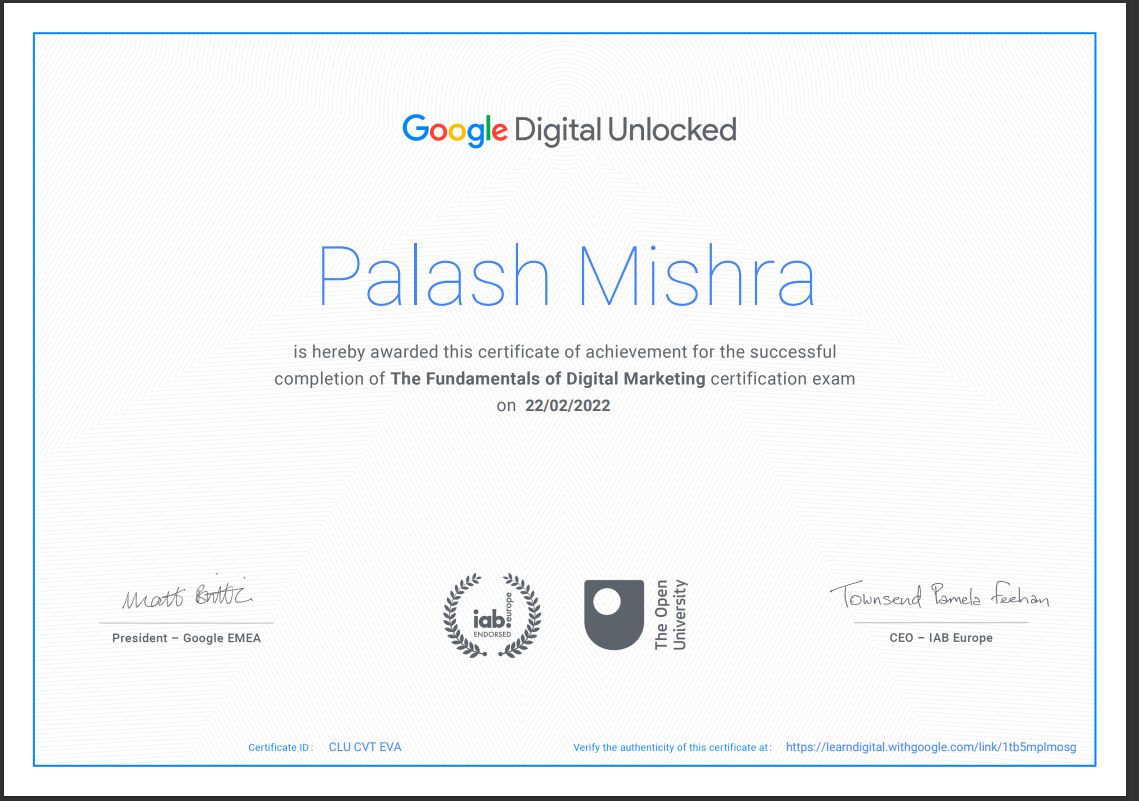 Google Digital Unlocked
Palash Mishra
is hereby awarded this certificate of achievement for the successful
completion of The Fundamentals of Digital Marketing certification exam
on 22/02/2022
Matt Brittin
President – Google EMEA
iab.
europe
ENDORSED
The Open
University
Townsend Pamela Feehan
CEO – IAB Europe
Certificate ID : CLU CVT EVA
Verify the authenticity of this certificate at : https://learndigital.withgoogle.com/link/1tb5mplmosg